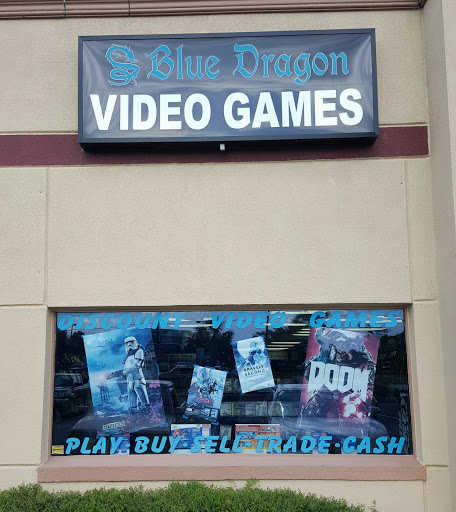 Blue Dragon
VIDEO GAMES
DISCOUNT VIDEO GAMES
DOOM
PLAY·BUY·SELL·TRADE·CASH